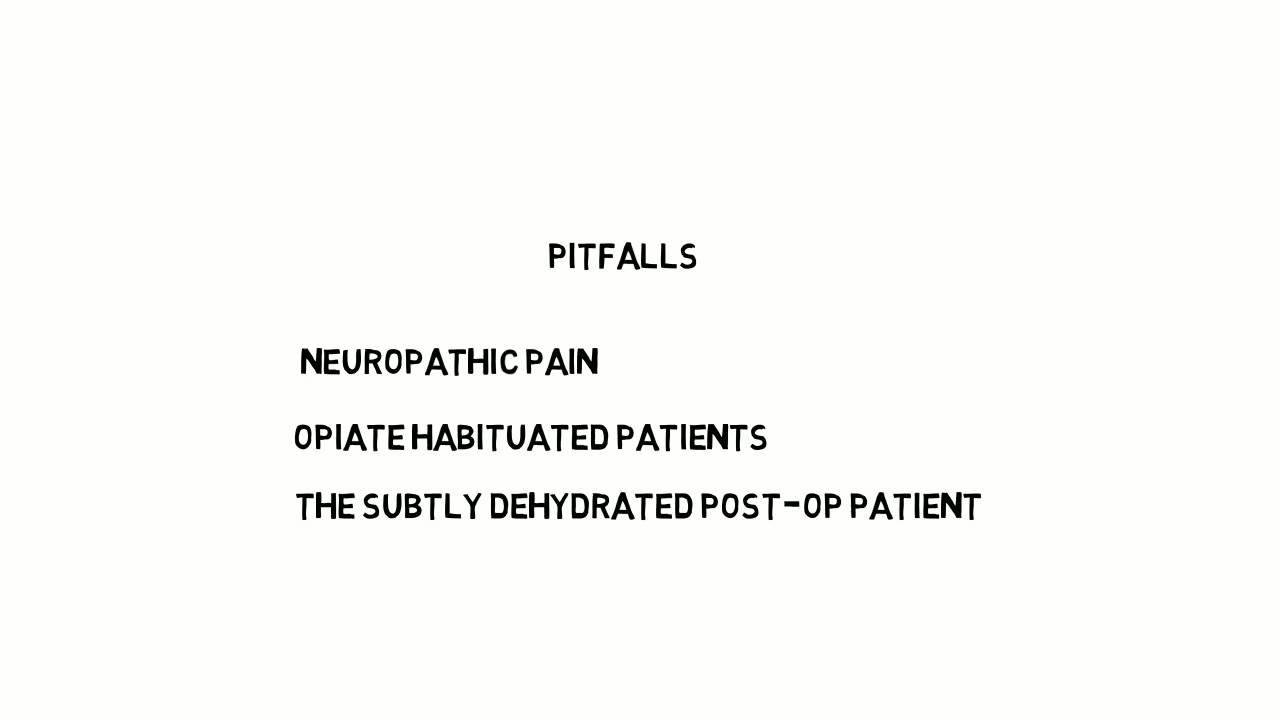 PITFALLS
NEUROPATHIC PAIN
OPIATE HABITUATED PATIENTS
THE SUBTLY DEHYDRATED POST-OP PATIENT